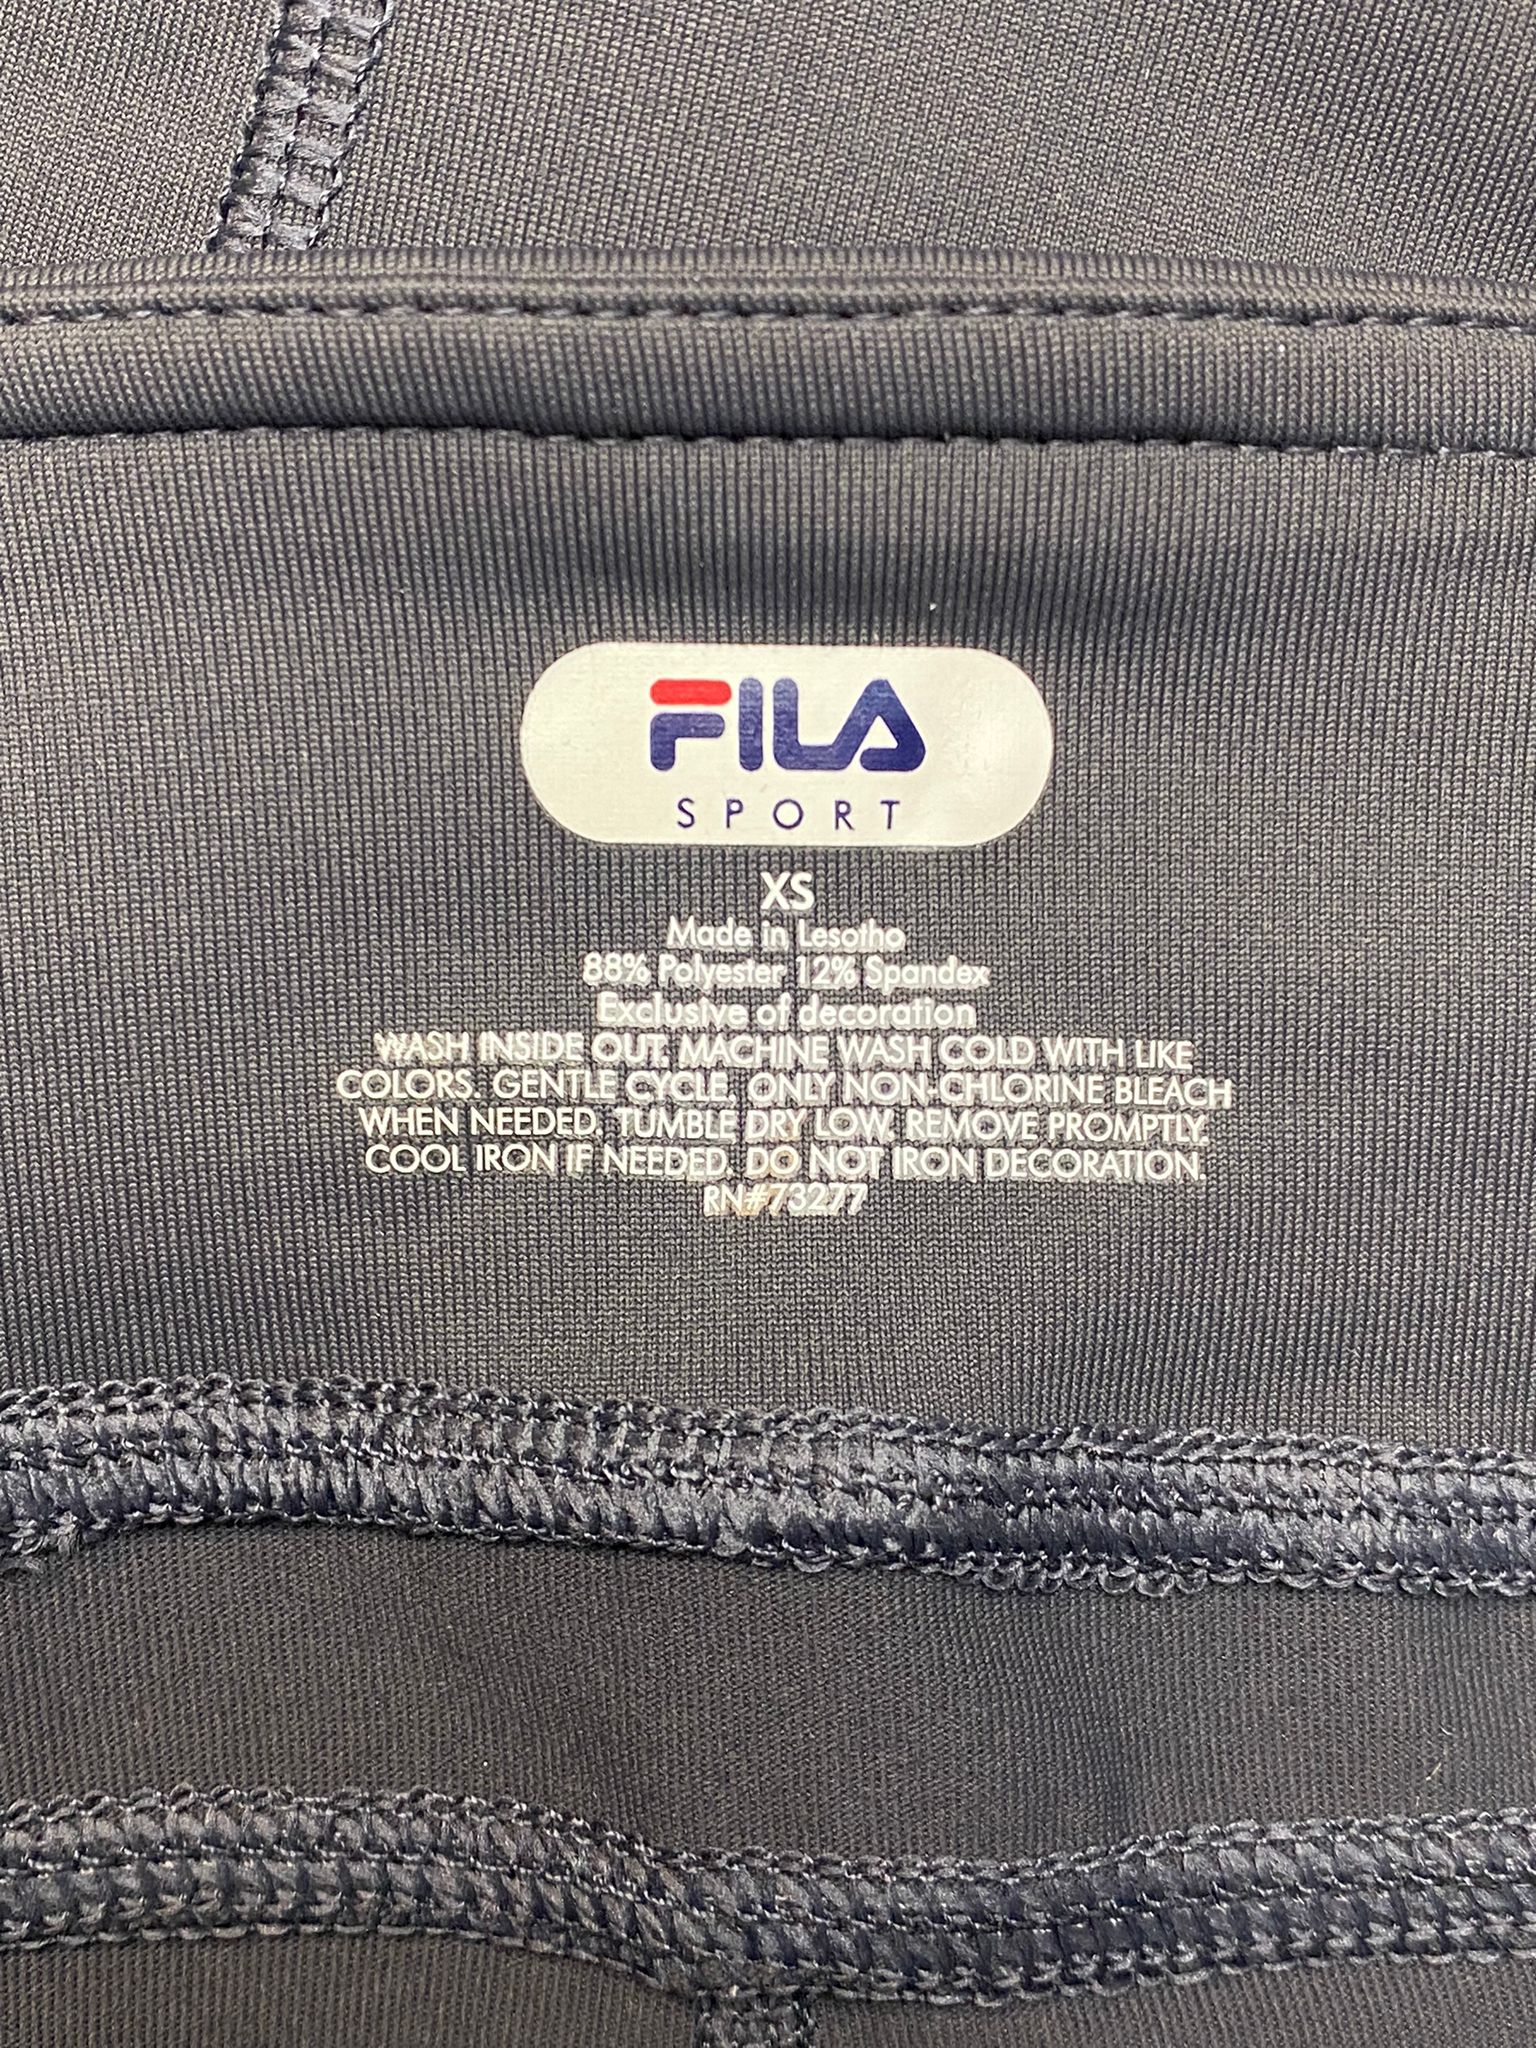 FILA
SPORT
XS
Made in Lesotho
88% Polyester 12% Spandex
Exclusive of decoration
WASH INSIDE OUT. MACHINE WASH COLD WITH LIKE
COLORS. GENTLE CYCLE. ONLY NON-CHLORINE BLEACH
WHEN NEEDED. TUMBLE DRY LOW. REMOVE PROMPTLY.
COOL IRON IF NEEDED. DO NOT IRON DECORATION.
RN#73277